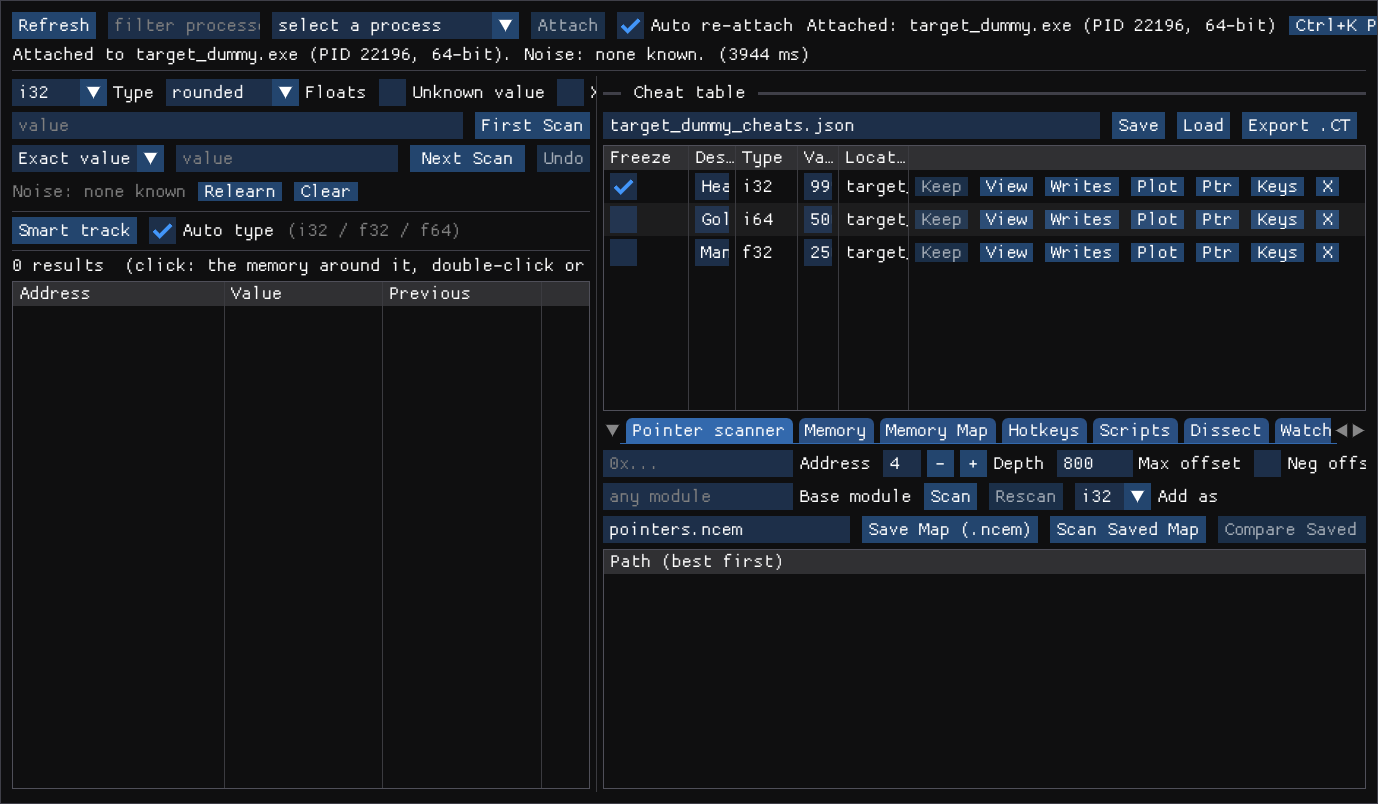 Refresh filter process select a process Attach Auto re-attach Attached: target_dummy.exe (PID 22196, 64-bit) Ctrl+K P
Attached to target_dummy.exe (PID 22196, 64-bit). Noise: none known. (3944 ms)
i32 Type rounded Floats Unknown value
value First Scan
Exact value value Next Scan Undo
Noise: none known Relearn Clear
Smart track Auto type (i32 / f32 / f64)
0 results (click: the memory around it, double-click or
Address Value Previous
Cheat table
target_dummy_cheats.json Save Load Export .CT
Freeze Des… Type Va… Locat…
Hea i32 99 target_ Keep View Writes Plot Ptr Keys X
Gol i64 50 target_ Keep View Writes Plot Ptr Keys X
Man f32 25 target_ Keep View Writes Plot Ptr Keys X
Pointer scanner Memory Memory Map Hotkeys Scripts Dissect Watch
0x... Address 4 - + Depth 800 Max offset Neg offs
any module Base module Scan Rescan i32 Add as
pointers.ncem Save Map (.ncem) Scan Saved Map Compare Saved
Path (best first)